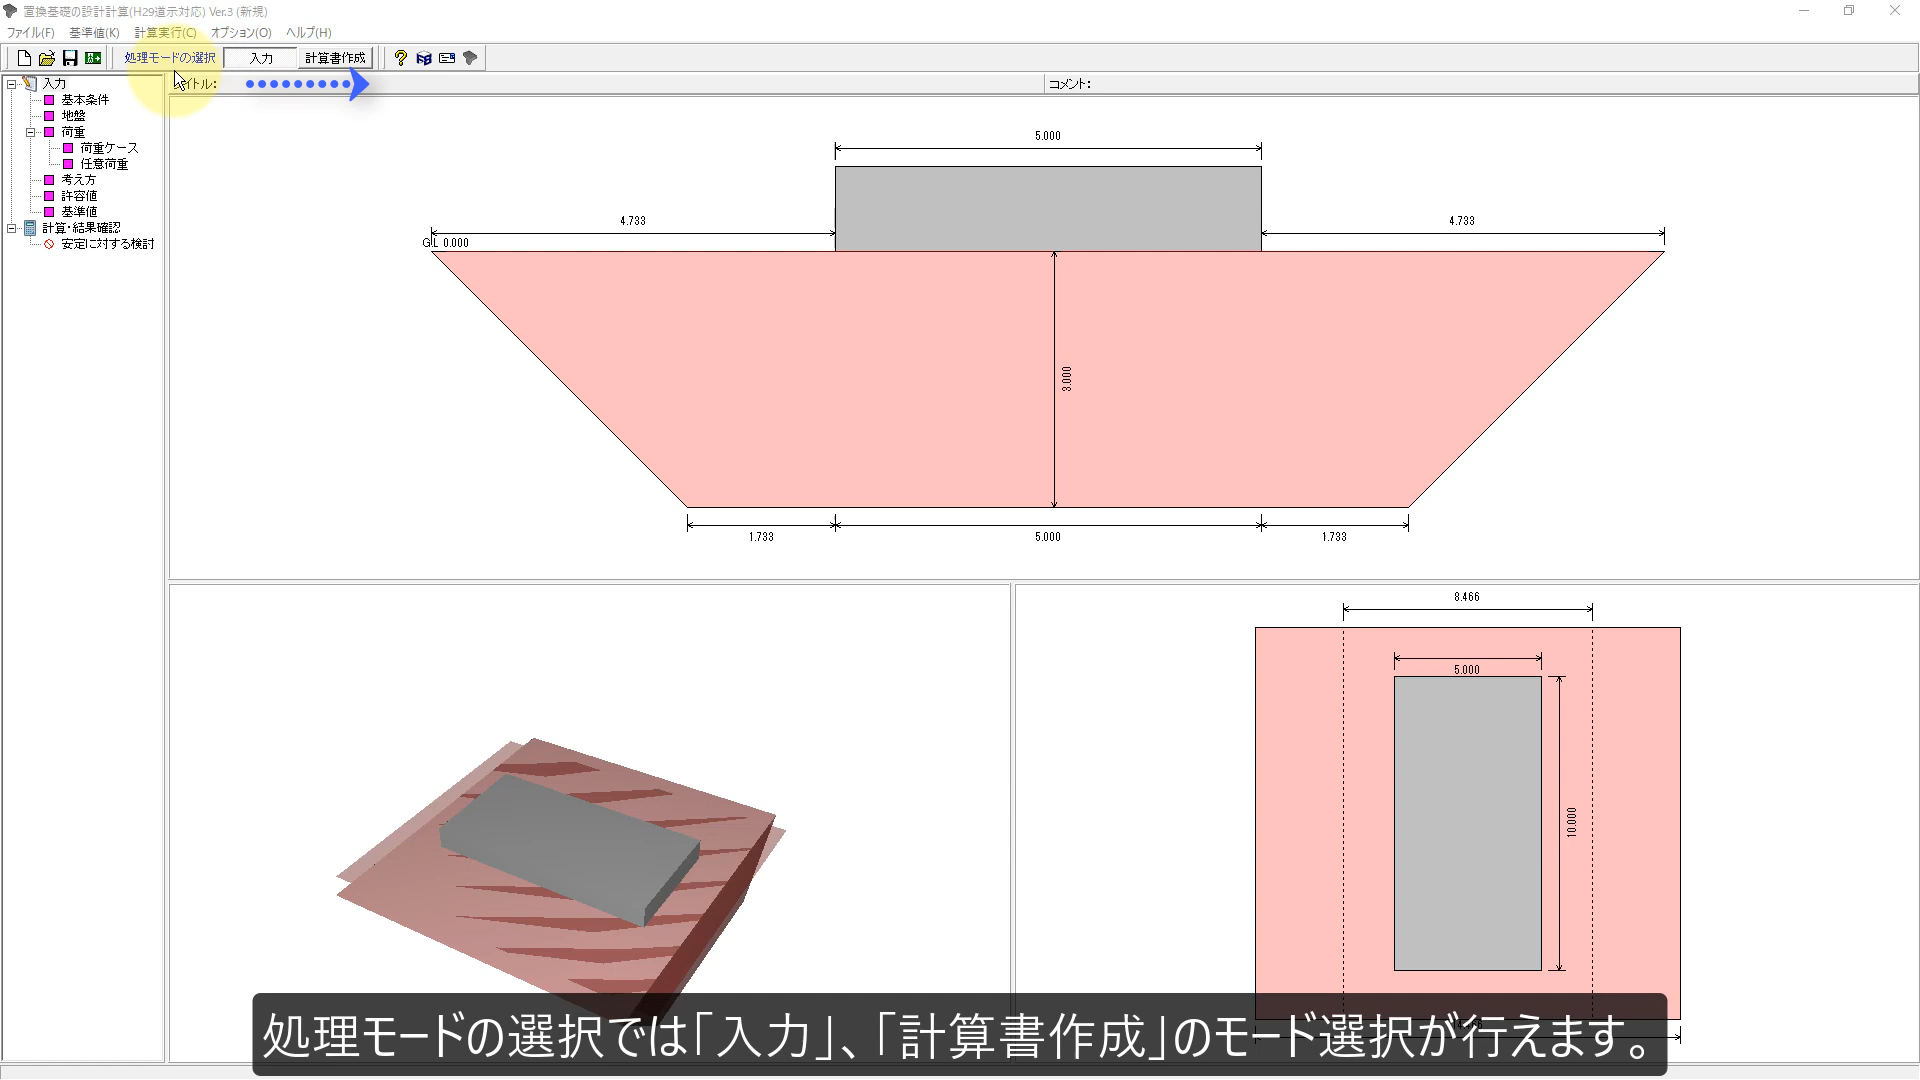 置換基礎の設計計算(H29道示対応) Ver.3 (新規)
ファイル(F) 基準値(K) 計算実行(C) オプション(O) ヘルプ(H)
処理モードの選択 入力 計算書作成
イトル: コメント:
入力
基本条件
地盤
荷重
荷重ケース
任意荷重
考え方
許容値
基準値
計算・結果確認
安定に対する検討
5.000
4.733 4.733
G.L 0.000
3.000
1.733 5.000 1.733
8.466
5.000
10.000
処理モードの選択では「入力」、「計算書作成」のモード選択が行えます。